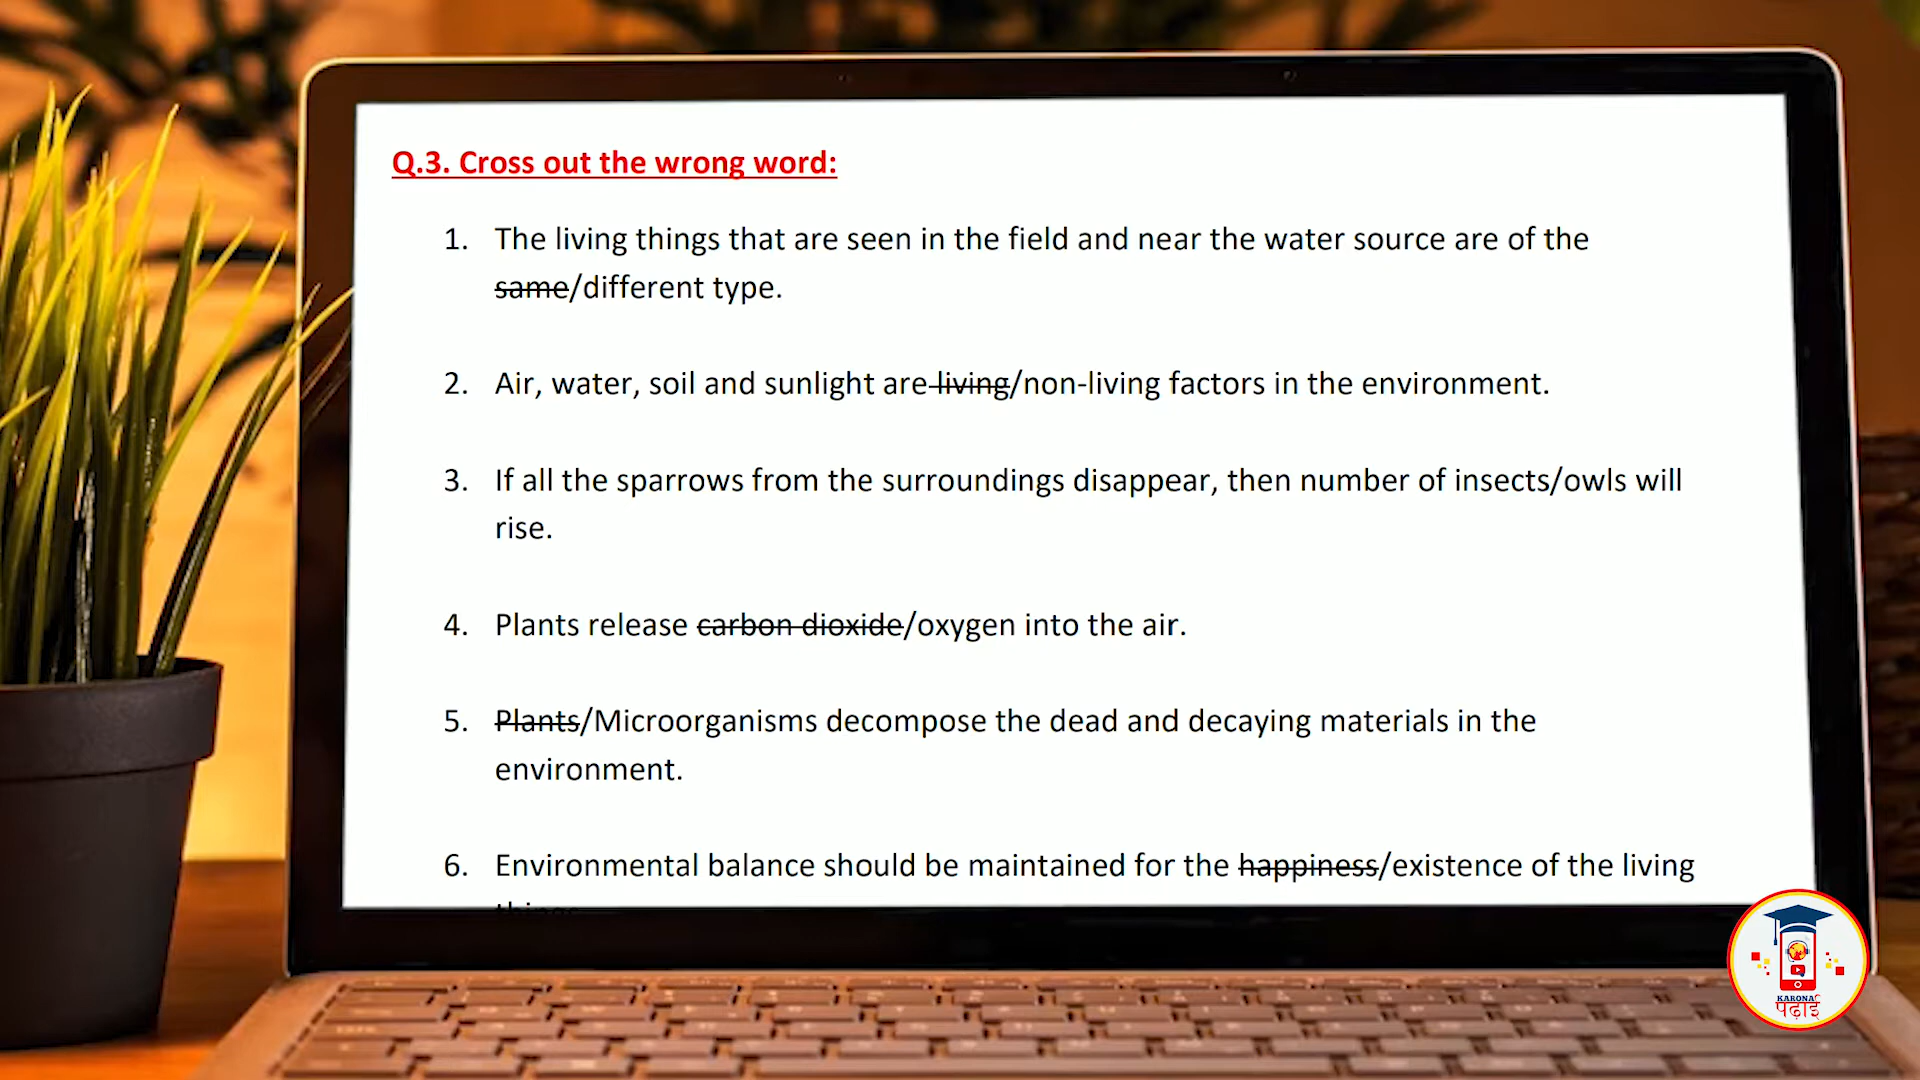 Q.3. Cross out the wrong word:
1. The living things that are seen in the field and near the water source are of the
same/different type.
2. Air, water, soil and sunlight are living/non-living factors in the environment.
3. If all the sparrows from the surroundings disappear, then number of insects/owls will
rise.
4. Plants release carbon dioxide/oxygen into the air.
5. Plants/Microorganisms decompose the dead and decaying materials in the
environment.
6. Environmental balance should be maintained for the happiness/existence of the living
KARONA
पढ़ाई